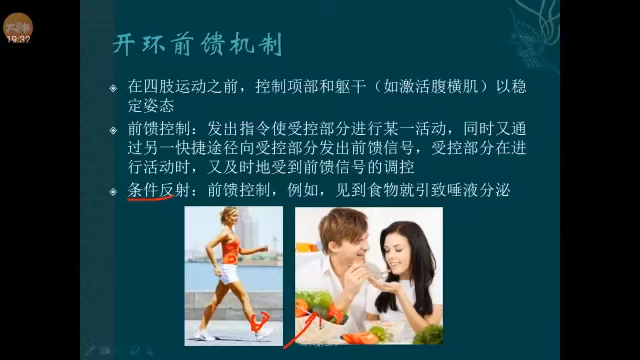 19:32
开环前馈机制
在四肢运动之前，控制项部和躯干（如激活腹横肌）以稳
定姿态
前馈控制：发出指令使受控部分进行某一活动，同时又通
过另一快捷途径向受控部分发出前馈信号，受控部分在进
行活动时，又及时地受到前馈信号的调控
条件反射：前馈控制，例如，见到食物就引致唾液分泌